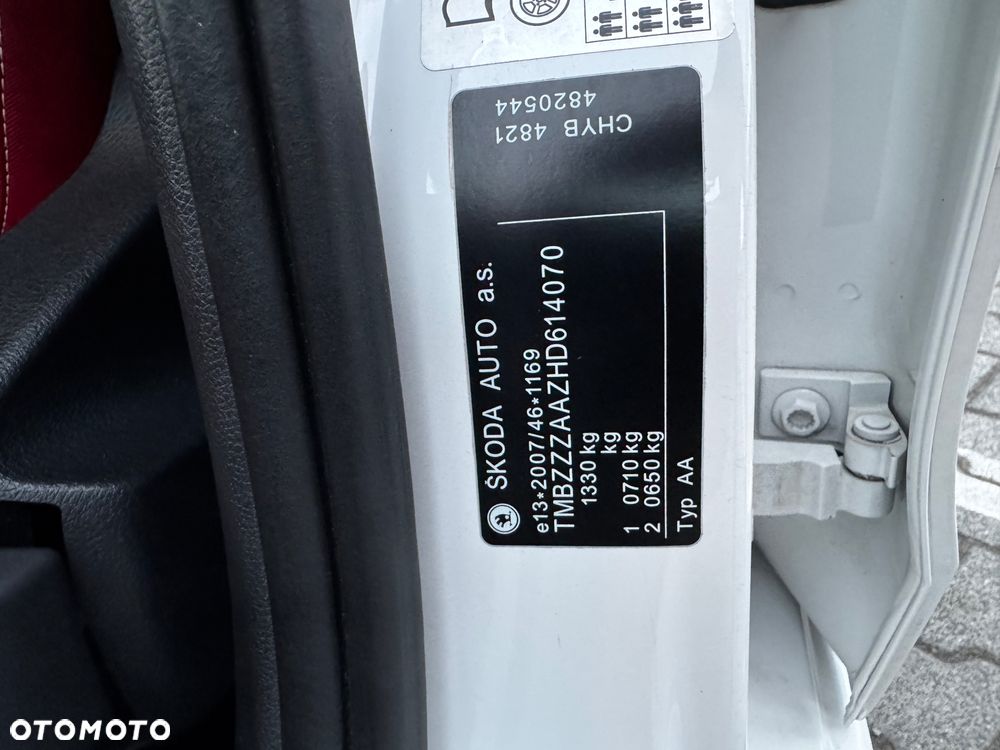 ŠKODA AUTO a.s.
e13*2007/46*1169
TMBZZZAAZHD614070
1330 kg
kg
1 0710 kg
2 0650 kg
Typ AA
CHYB 4821
4820544
OTOMOTO